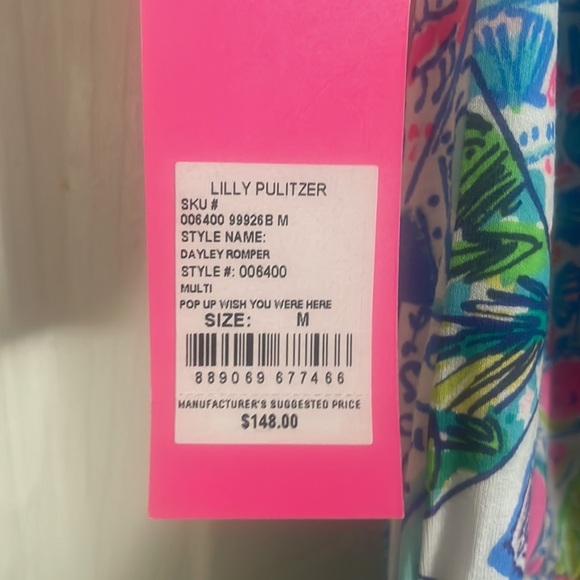 LILLY PULITZER
SKU #
006400 99926B M
STYLE NAME:
DAYLEY ROMPER
STYLE #: 006400
MULTI
POP UP WISH YOU WERE HERE
SIZE: M
889069 677466
MANUFACTURER'S SUGGESTED PRICE
$148.00